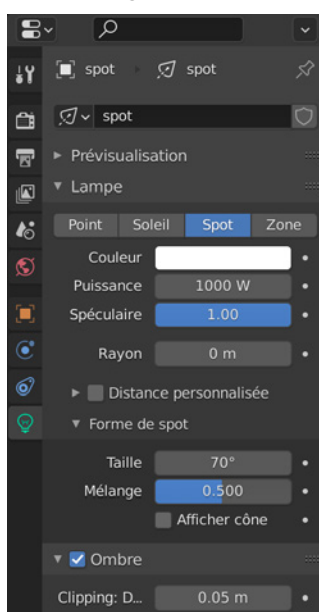 spot spot
spot
Prévisualisation
Lampe
Point Soleil Spot Zone
Couleur
Puissance 1000 W
Spéculaire 1.00
Rayon 0 m
Distance personnalisée
Forme de spot
Taille 70°
Mélange 0.500
Afficher cône
Ombre
Clipping: D... 0.05 m